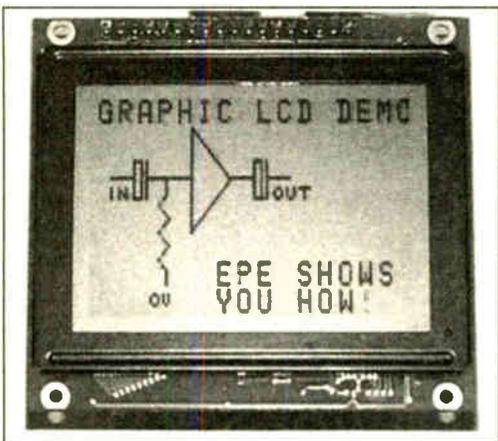 GRAPHIC LCD DEMO
IN
OUT
0V
EPE SHOWS
YOU HOW!